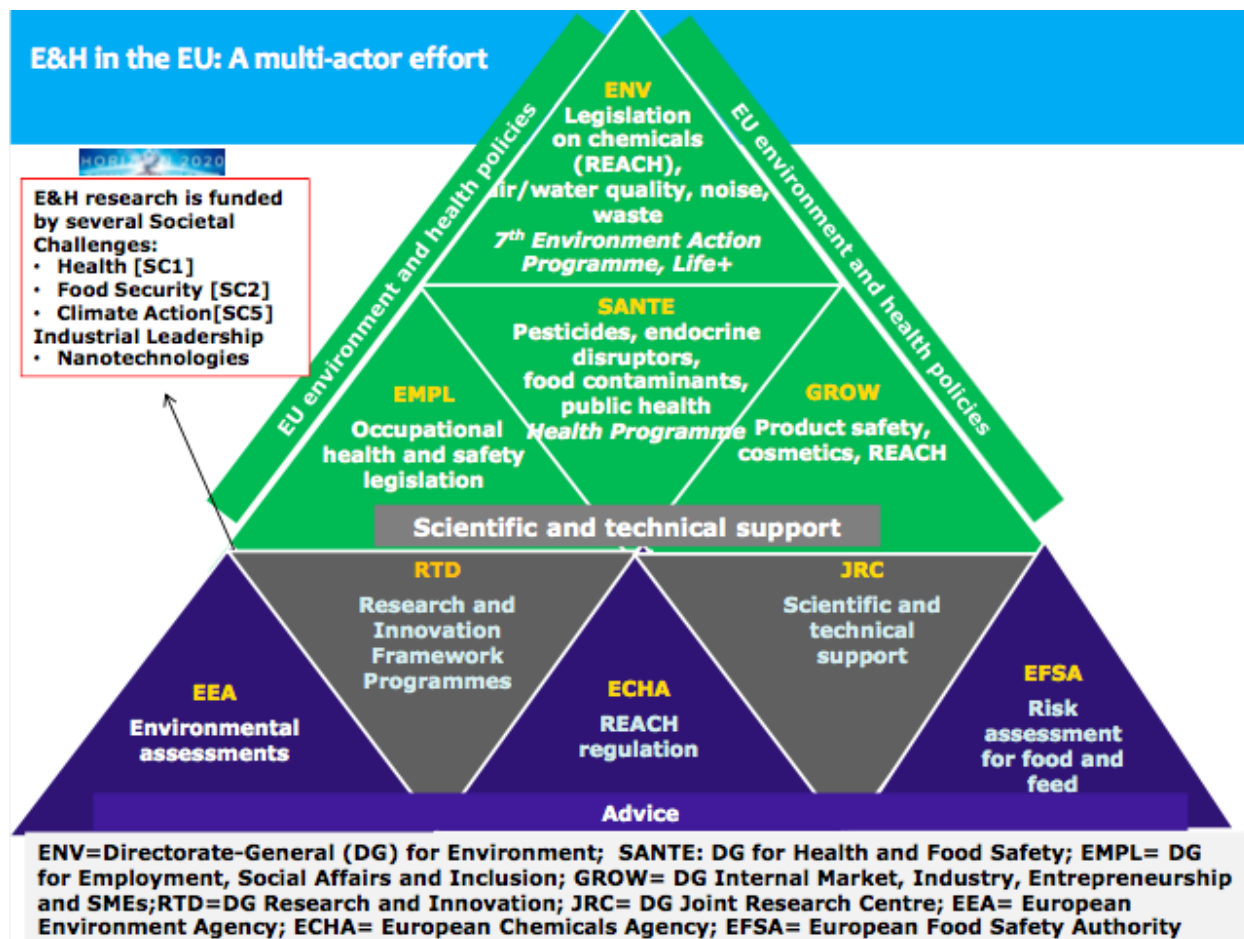 E&H in the EU: A multi-actor effort
HORIZON 2020
E&H research is funded
by several Societal
Challenges:
• Health [SC1]
• Food Security [SC2]
• Climate Action[SC5]
Industrial Leadership
• Nanotechnologies
EU environment and health policies
EU environment and health policies
ENV
Legislation
on chemicals
(REACH),
air/water quality, noise,
waste
7th Environment Action
Programme, Life+
SANTE
Pesticides, endocrine
disruptors,
food contaminants,
public health
Health Programme
EMPL
Occupational
health and safety
legislation
GROW
Product safety,
cosmetics, REACH
Scientific and technical support
RTD
Research and
Innovation
Framework
Programmes
JRC
Scientific and
technical
support
EEA
Environmental
assessments
ECHA
REACH
regulation
EFSA
Risk
assessment
for food and
feed
Advice
ENV=Directorate-General (DG) for Environment; SANTE: DG for Health and Food Safety; EMPL= DG
for Employment, Social Affairs and Inclusion; GROW= DG Internal Market, Industry, Entrepreneurship
and SMEs;RTD=DG Research and Innovation; JRC= DG Joint Research Centre; EEA= European
Environment Agency; ECHA= European Chemicals Agency; EFSA= European Food Safety Authority